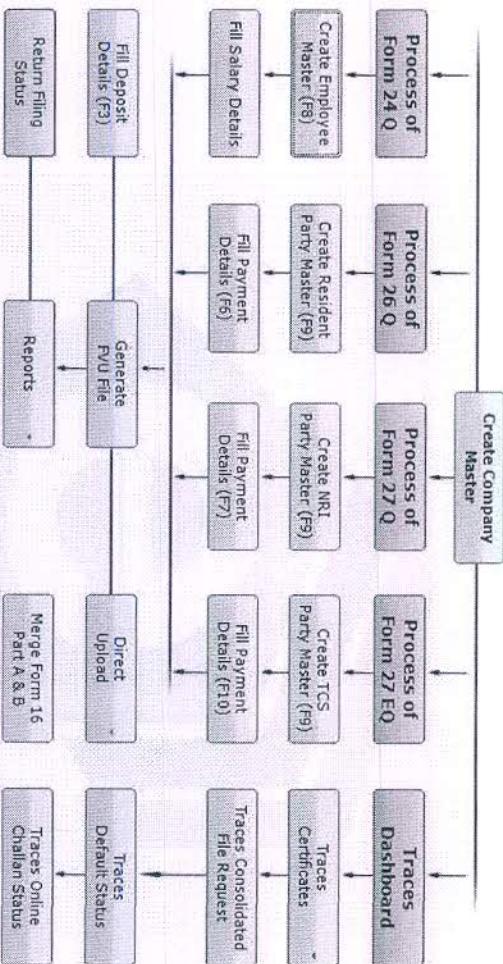 Create Company
Master
Process of
Form 24 Q
Process of
Form 26 Q
Process of
Form 27 Q
Process of
Form 27 EQ
Traces
Dashboard
Create Employee
Master (F8)
Create Resident
Party Master (F9)
Create NRI
Party Master (F9)
Create TCS
Party Master (F9)
Traces
Certificates
Fill Salary Details
Fill Payment
Details (F6)
Fill Payment
Details (F7)
Fill Payment
Details (F10)
Traces Consolidated
File Request
Fill Deposit
Details (F3)
Generate
FVU File
Direct
Upload
Traces
Default Status
Return Filing
Status
Reports
Merge Form 16
Part A & B
Traces Online
Challan Status